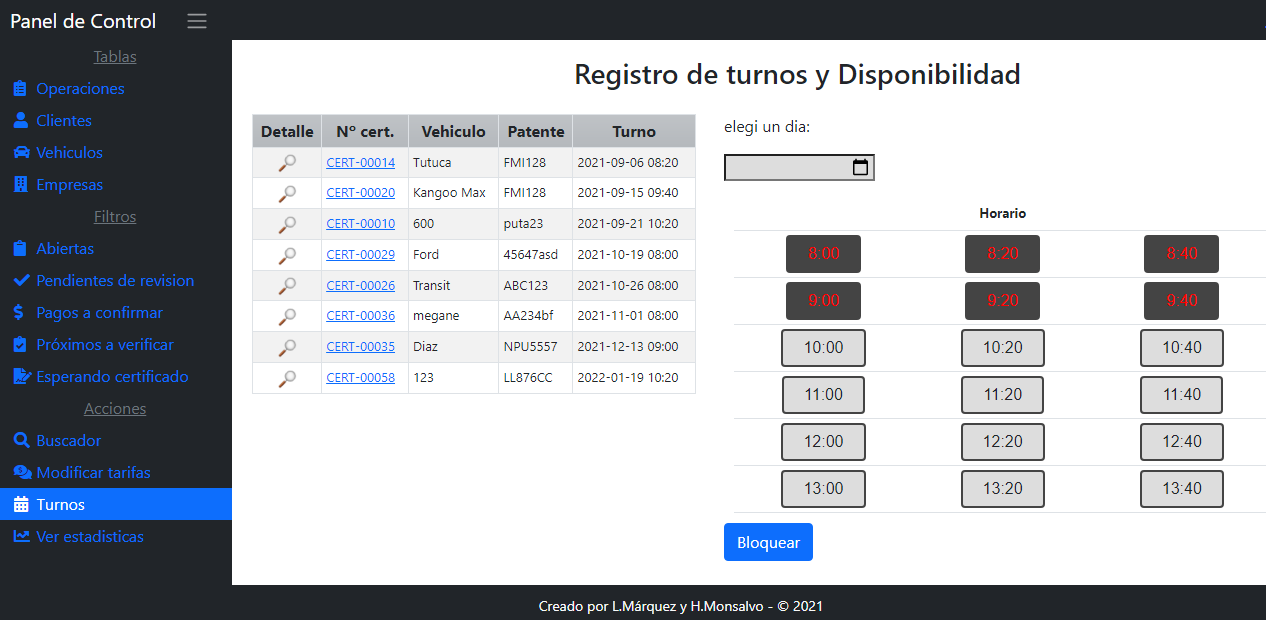 Panel de Control
Tablas
Operaciones
Clientes
Vehiculos
Empresas
Filtros
Abiertas
Pendientes de revision
Pagos a confirmar
Próximos a verificar
Esperando certificado
Acciones
Buscador
Modificar tarifas
Turnos
Ver estadisticas
Registro de turnos y Disponibilidad
Detalle Nº cert. Vehiculo Patente Turno
CERT-00014 Tutuca FMI128 2021-09-06 08:20
CERT-00020 Kangoo Max FMI128 2021-09-15 09:40
CERT-00010 600 puta23 2021-09-21 10:20
CERT-00029 Ford 45647asd 2021-10-19 08:00
CERT-00026 Transit ABC123 2021-10-26 08:00
CERT-00036 megane AA234bf 2021-11-01 08:00
CERT-00035 Diaz NPU5557 2021-12-13 09:00
CERT-00058 123 LL876CC 2022-01-19 10:20
elegi un dia:
Horario
8:00 8:20 8:40
9:00 9:20 9:40
10:00 10:20 10:40
11:00 11:20 11:40
12:00 12:20 12:40
13:00 13:20 13:40
Bloquear
Creado por L.Márquez y H.Monsalvo - © 2021